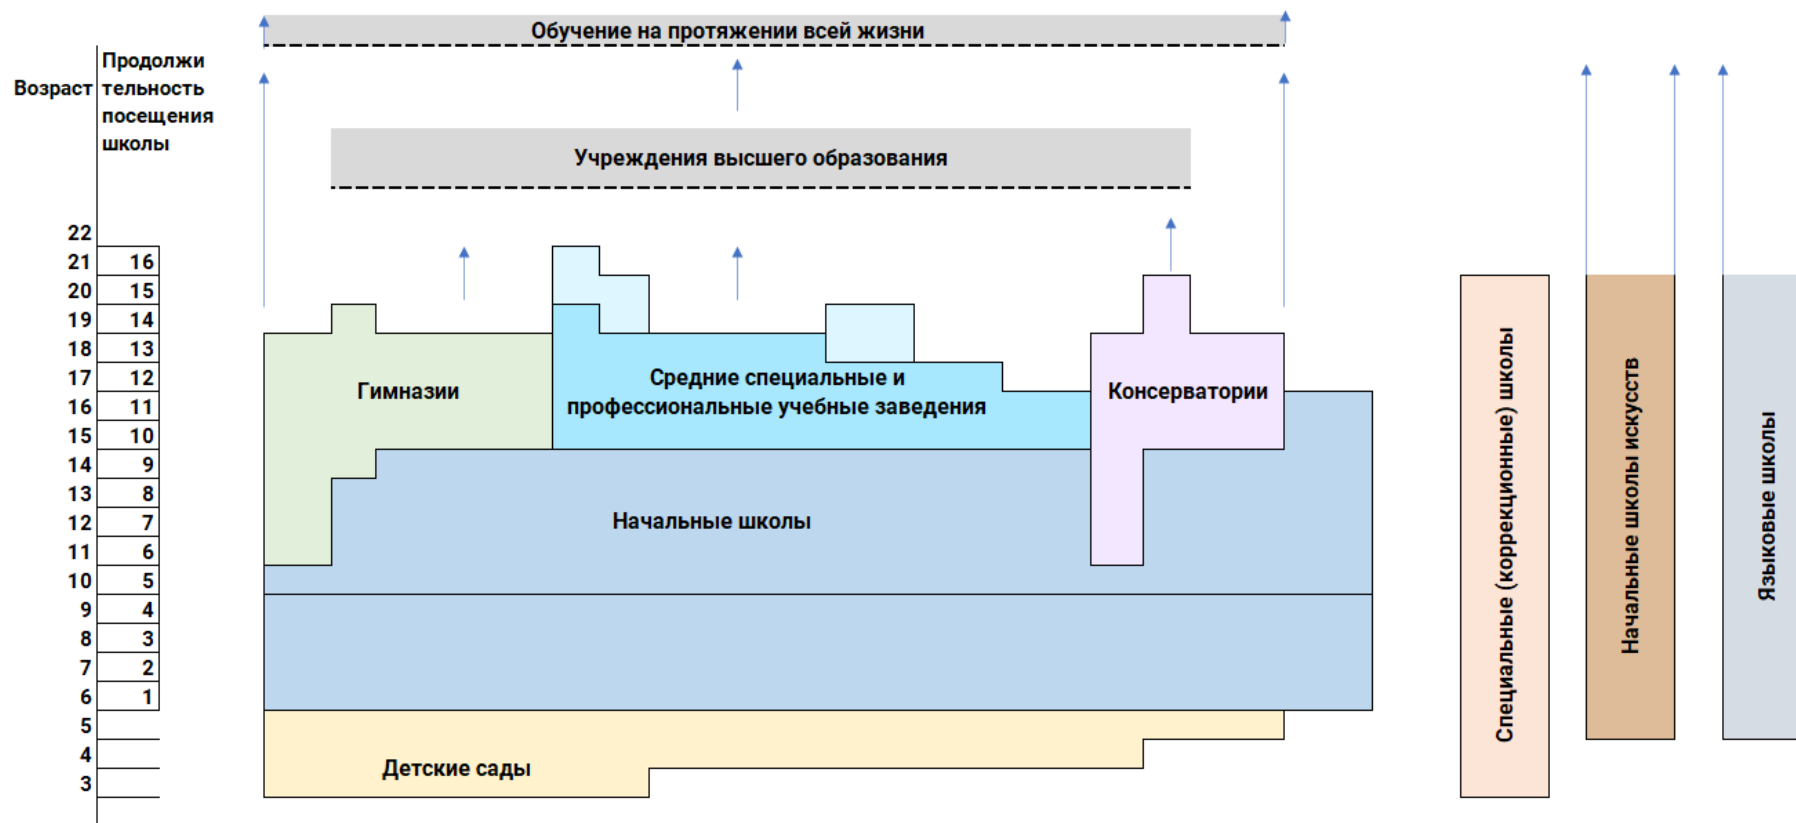 Обучение на протяжении всей жизни
Возраст
Продолжи
тельность
посещения
школы
Учреждения высшего образования
22
21 16
20 15
19 14
18 13
17 12
16 11
15 10
14 9
13 8
12 7
11 6
10 5
9 4
8 3
7 2
6 1
5
4
3
Гимназии
Средние специальные и
профессиональные учебные заведения
Консерватории
Начальные школы
Детские сады
Специальные (коррекционные) школы
Начальные школы искусств
Языковые школы